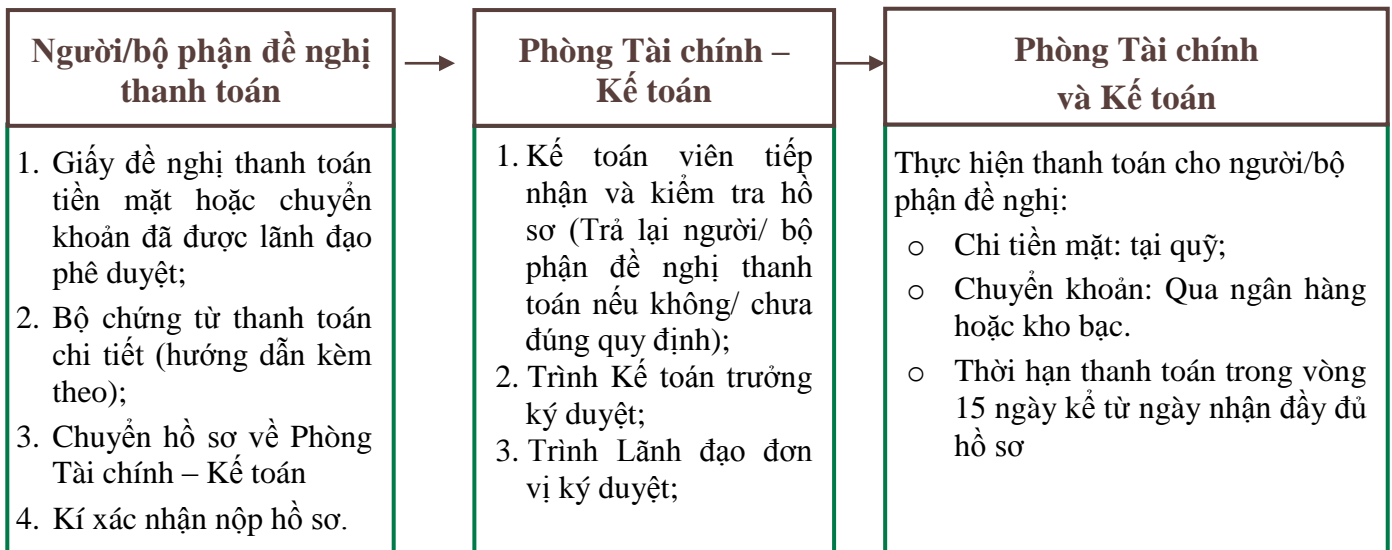 Người/bộ phận đề nghị
thanh toán
1. Giấy đề nghị thanh toán
tiền mặt hoặc chuyển
khoản đã được lãnh đạo
phê duyệt;
2. Bộ chứng từ thanh toán
chi tiết (hướng dẫn kèm
theo);
3. Chuyển hồ sơ về Phòng
Tài chính – Kế toán
4. Kí xác nhận nộp hồ sơ.
Phòng Tài chính –
Kế toán
1. Kế toán viên tiếp
nhận và kiểm tra hồ
sơ (Trả lại người/ bộ
phận đề nghị thanh
toán nếu không/ chưa
đúng quy định);
2. Trình Kế toán trưởng
ký duyệt;
3. Trình Lãnh đạo đơn
vị ký duyệt;
Phòng Tài chính
và Kế toán
Thực hiện thanh toán cho người/bộ
phận đề nghị:
o Chi tiền mặt: tại quỹ;
o Chuyển khoản: Qua ngân hàng
hoặc kho bạc.
o Thời hạn thanh toán trong vòng
15 ngày kể từ ngày nhận đầy đủ
hồ sơ